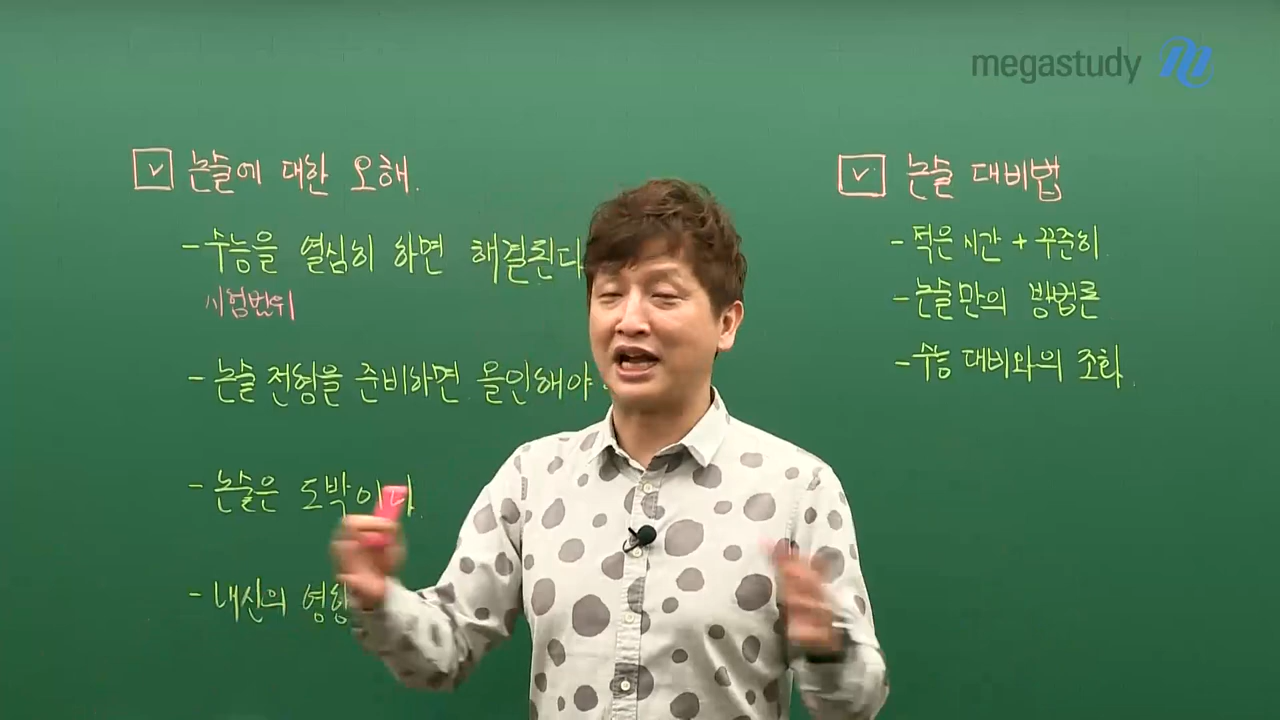 megastudy
논술에 대한 오해.
- 수능을 열심히 하면 해결된다
시험범위
- 논술 전형을 준비하면 올인해야
- 논술은 도박이다.
- 내신의 영향
논술 대비법
- 적은 시간 + 꾸준히
- 논술만의 방법론
- 수능 대비와의 조화